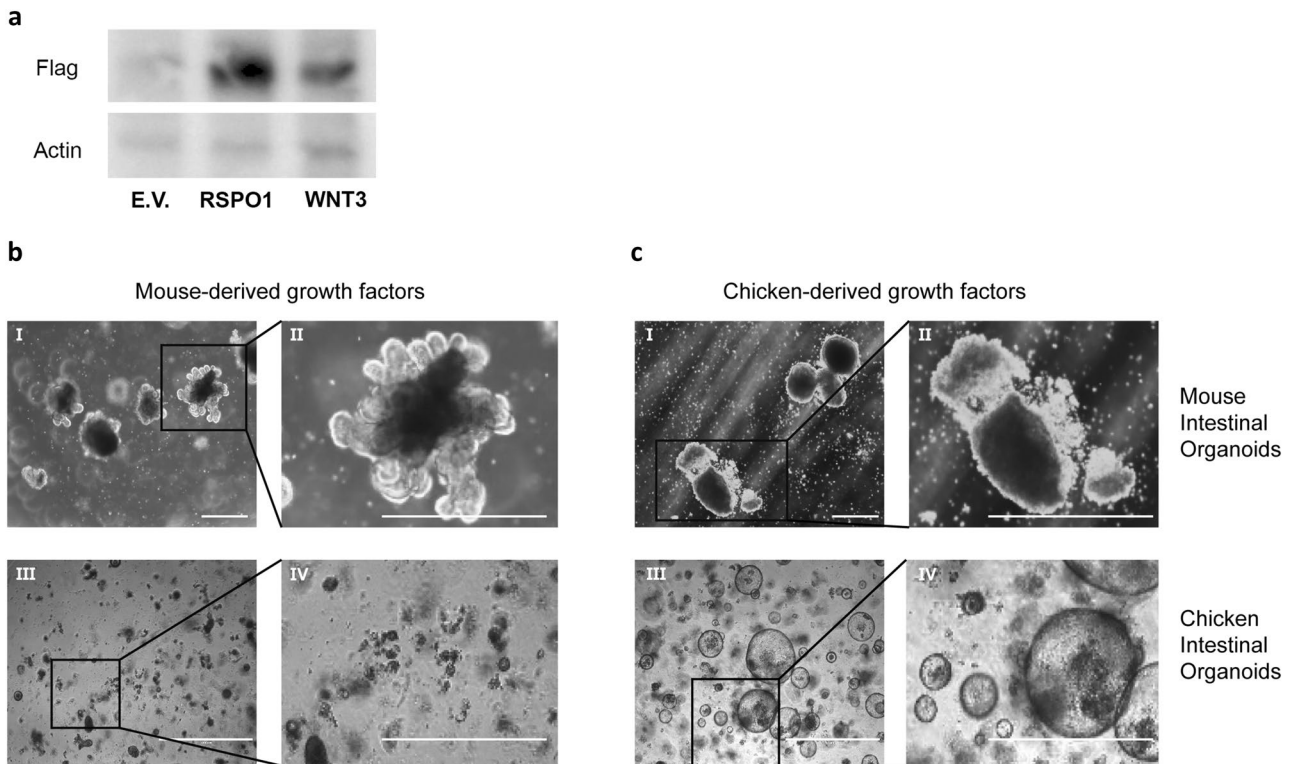 a
Flag
Actin
E.V. RSPO1 WNT3
b
Mouse-derived growth factors
I
II
III
IV
c
Chicken-derived growth factors
I
II
Mouse
Intestinal
Organoids
III
IV
Chicken
Intestinal
Organoids